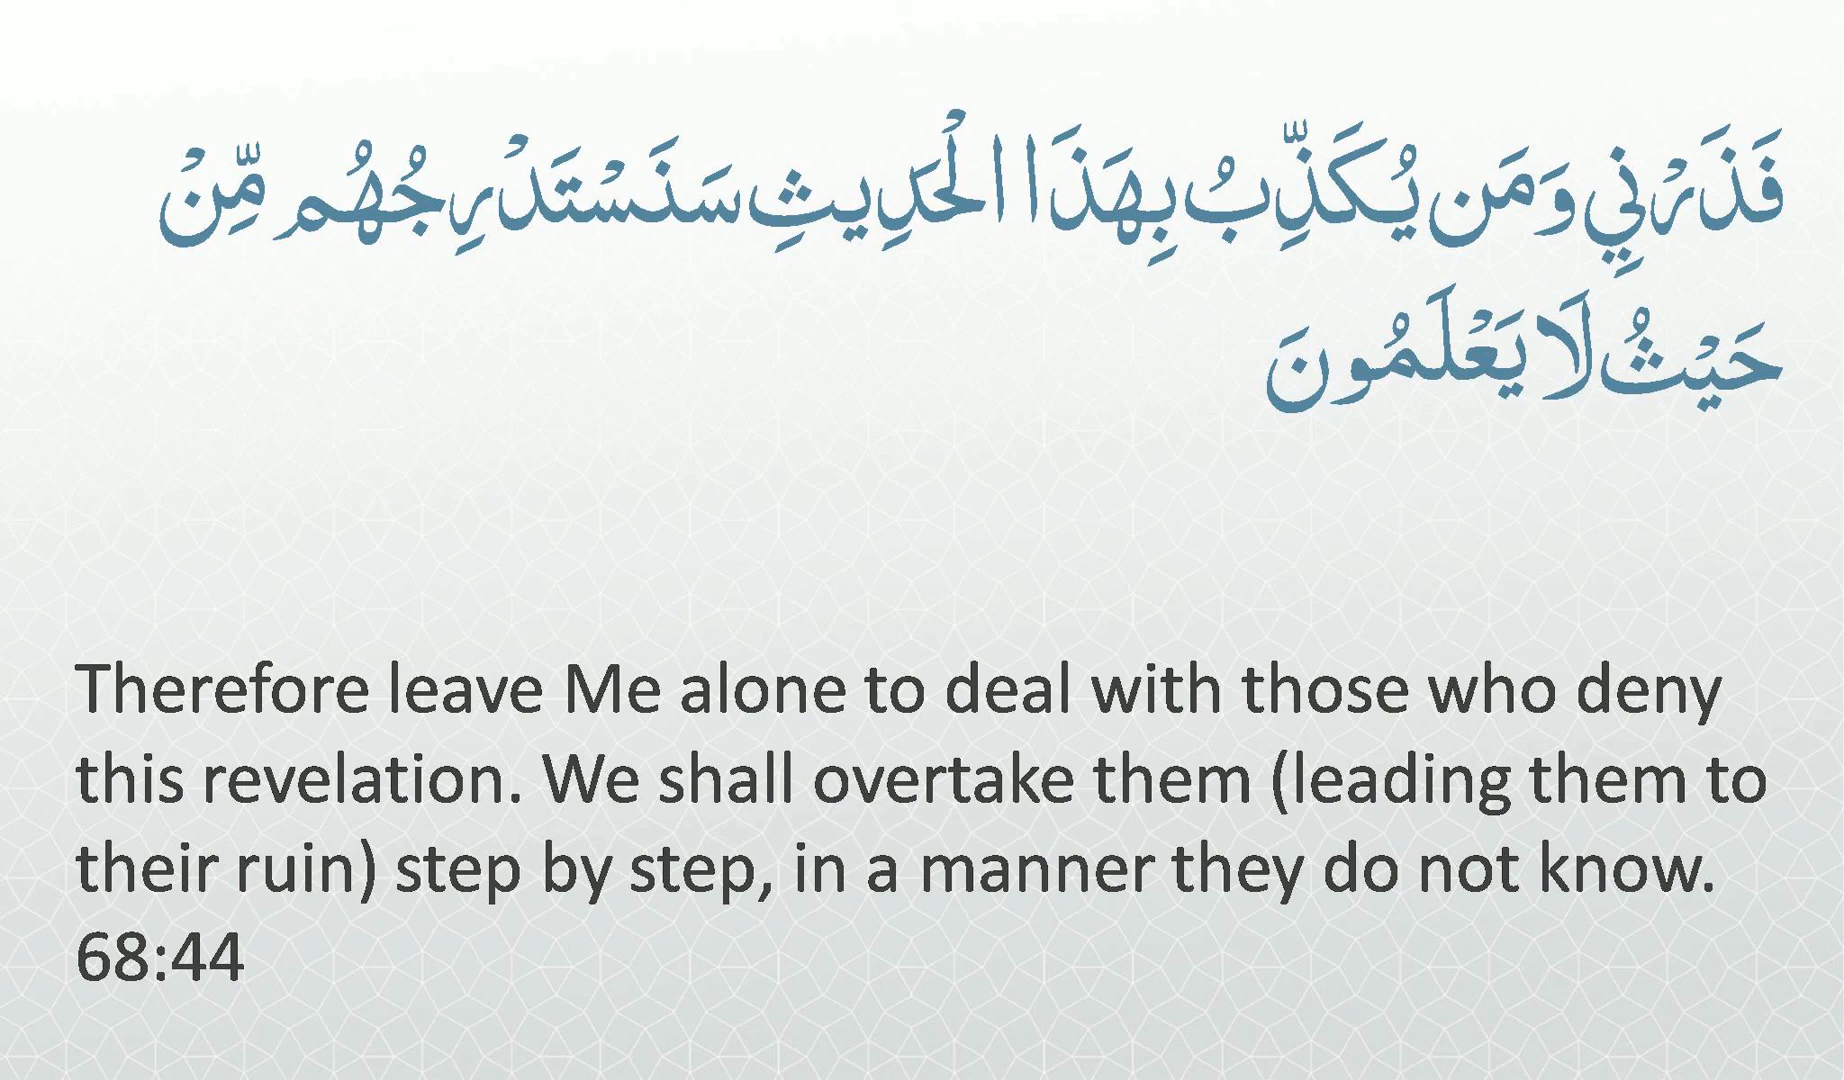 فَذَرْنِي وَمَن يُكَذِّبُ بِهَذَا الْحَدِيثِ سَنَسْتَدْرِجُهُم مِّنْ
حَيْثُ لَا يَعْلَمُونَ
Therefore leave Me alone to deal with those who deny
this revelation. We shall overtake them (leading them to
their ruin) step by step, in a manner they do not know.
68:44